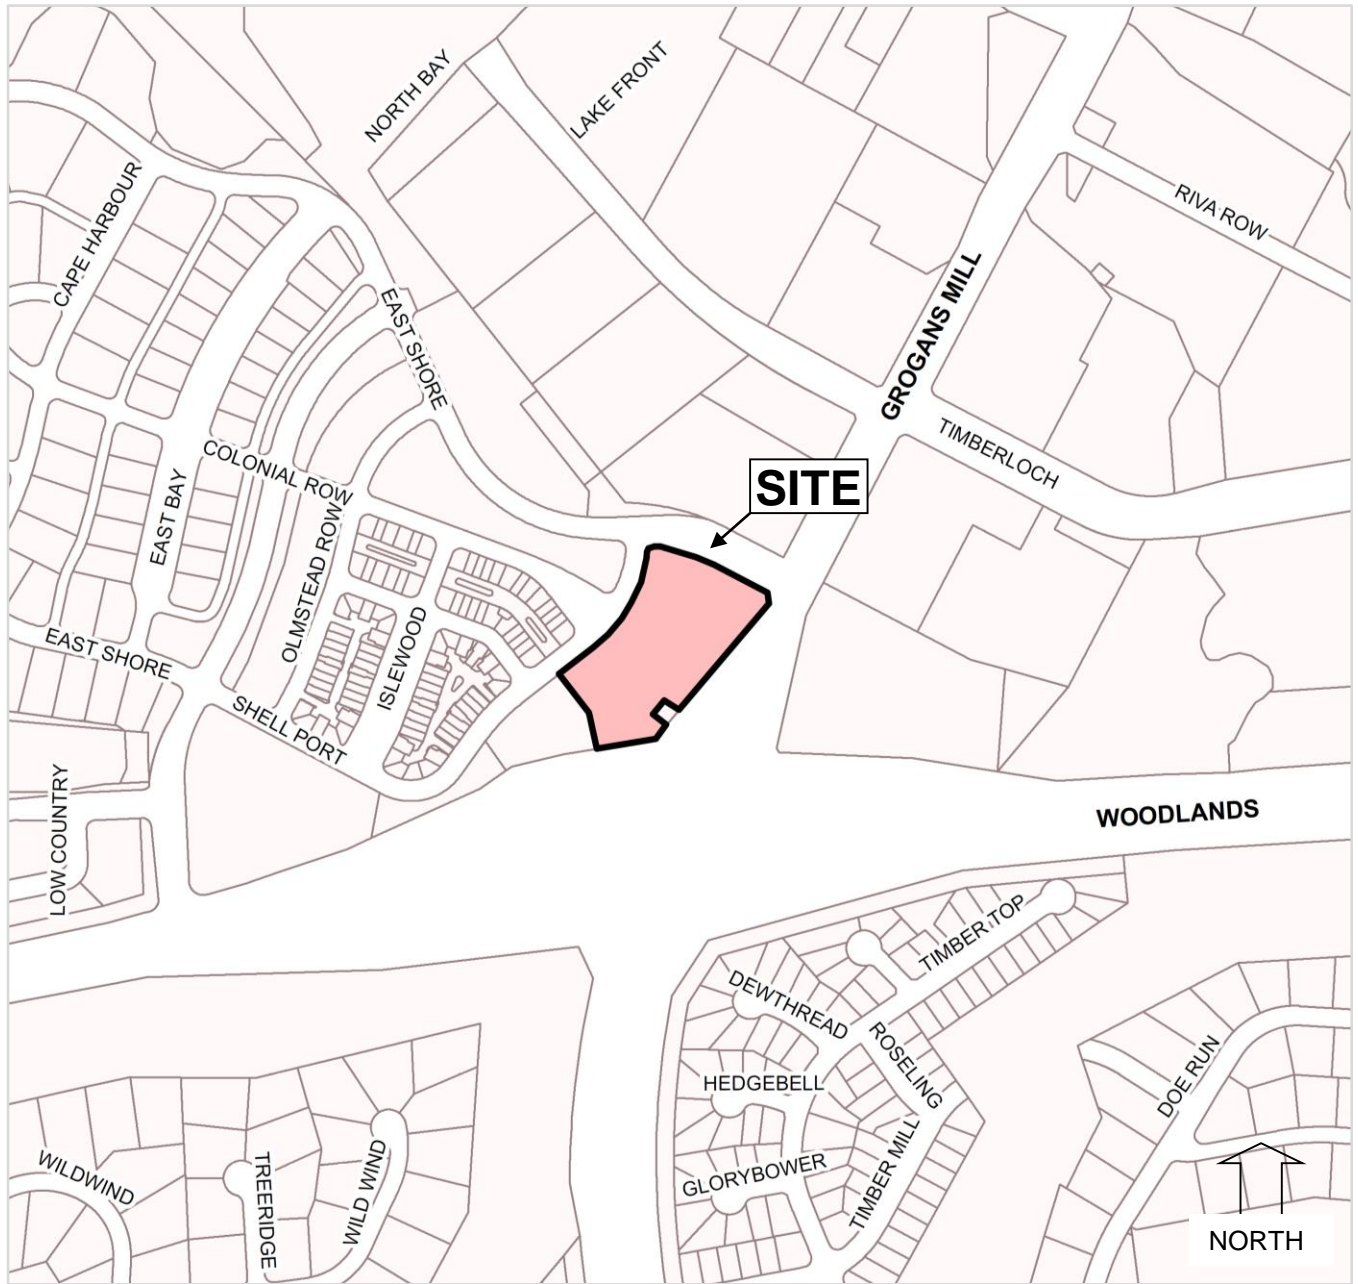 NORTH BAY
LAKE FRONT
CAPE HARBOUR
RIVA ROW
EAST SHORE
GROGANS MILL
TIMBERLOCH
COLONIAL ROW
SITE
EAST BAY
OLMSTEAD ROW
ISLEWOOD
EAST SHORE
SHELL PORT
LOW COUNTRY
WOODLANDS
TIMBER TOP
DEWTHREAD
ROSELING
HEDGEBELL
DOE RUN
GLORYBOWER
TIMBER MILL
WILDWIND
TREERIDGE
WILD WIND
NORTH